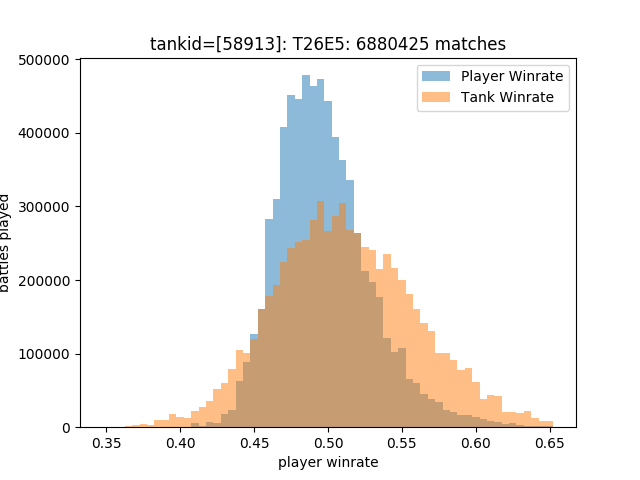 tankid=[58913]: T26E5: 6880425 matches
Player Winrate
Tank Winrate
battles played
500000
400000
300000
200000
100000
0
0.35 0.40 0.45 0.50 0.55 0.60 0.65
player winrate